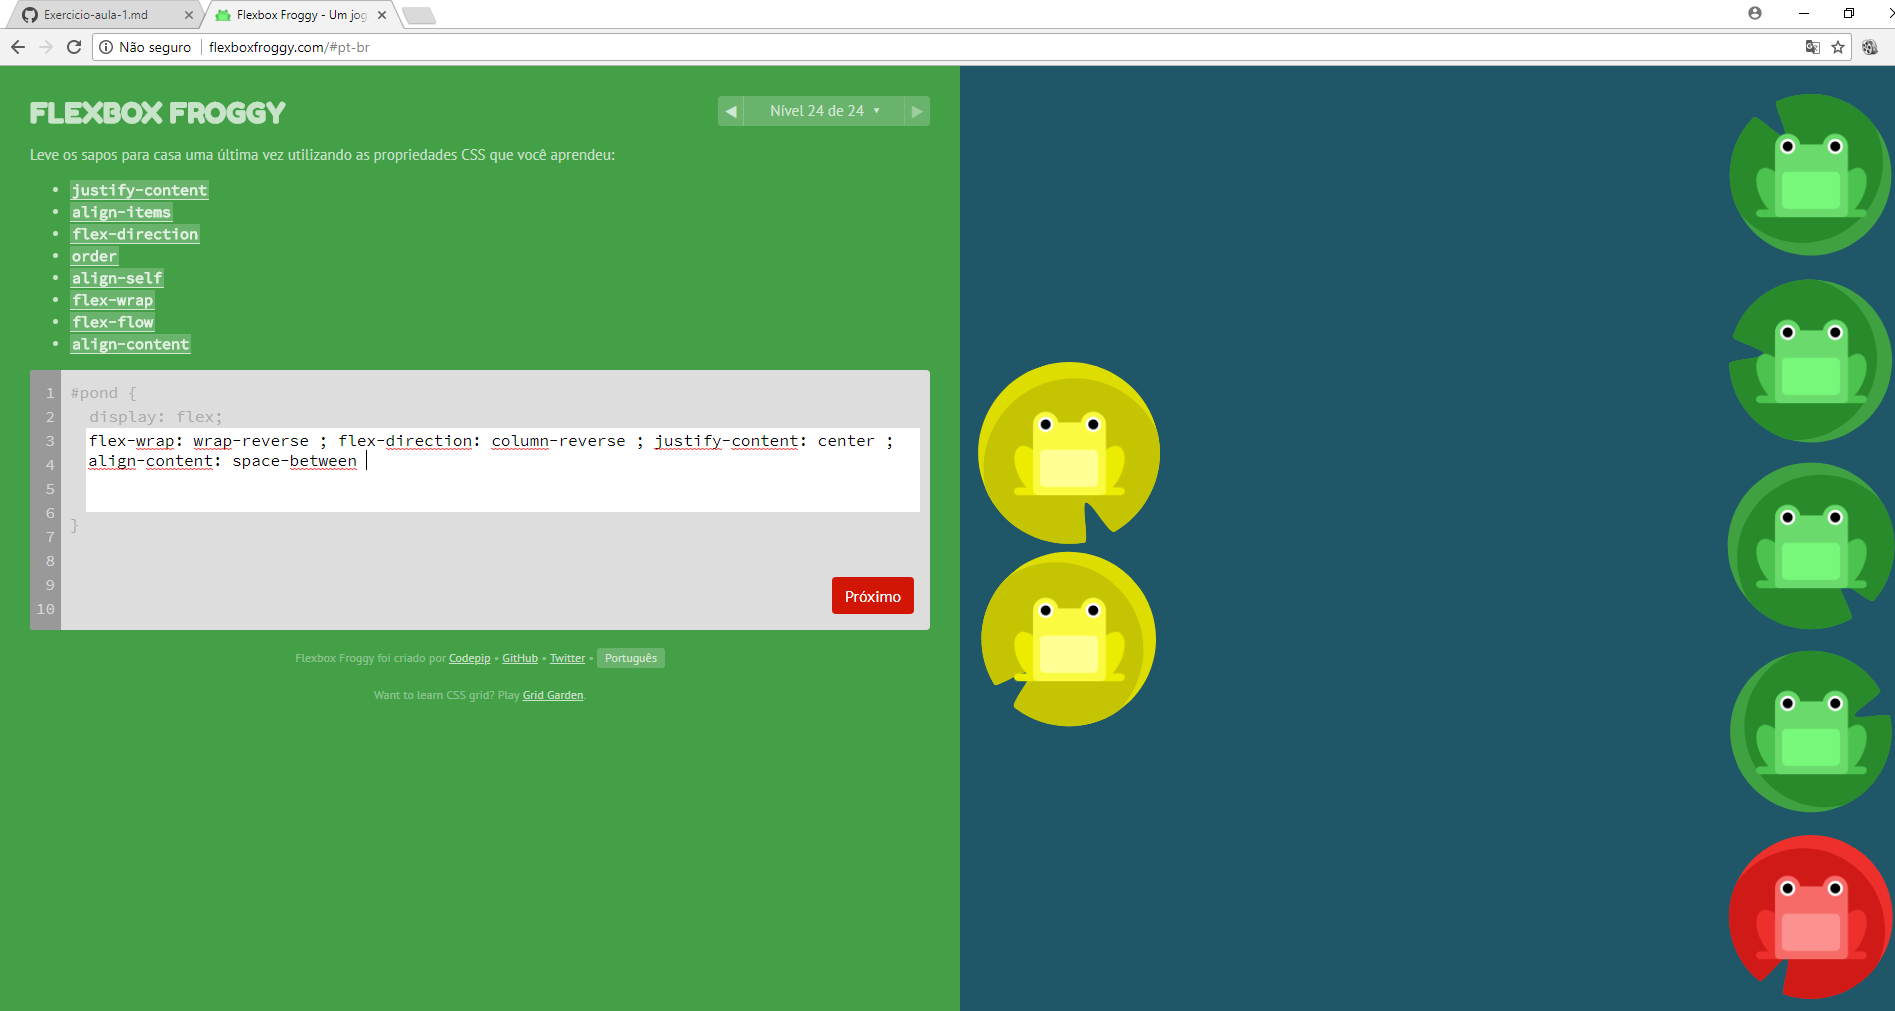 Exercicio-aula-1.md
Flexbox Froggy - Um jog
Não seguro flexboxfroggy.com/#pt-br
FLEXBOX FROGGY
◀ Nível 24 de 24 ▼ ▶
Leve os sapos para casa uma última vez utilizando as propriedades CSS que você aprendeu:
• justify-content
• align-items
• flex-direction
• order
• align-self
• flex-wrap
• flex-flow
• align-content
1 #pond {
2 display: flex;
3 flex-wrap: wrap-reverse ; flex-direction: column-reverse ; justify-content: center ;
4 align-content: space-between
5
6 }
7
8
9
10
Próximo
Flexbox Froggy foi criado por Codepip • GitHub • Twitter • Português
Want to learn CSS grid? Play Grid Garden.